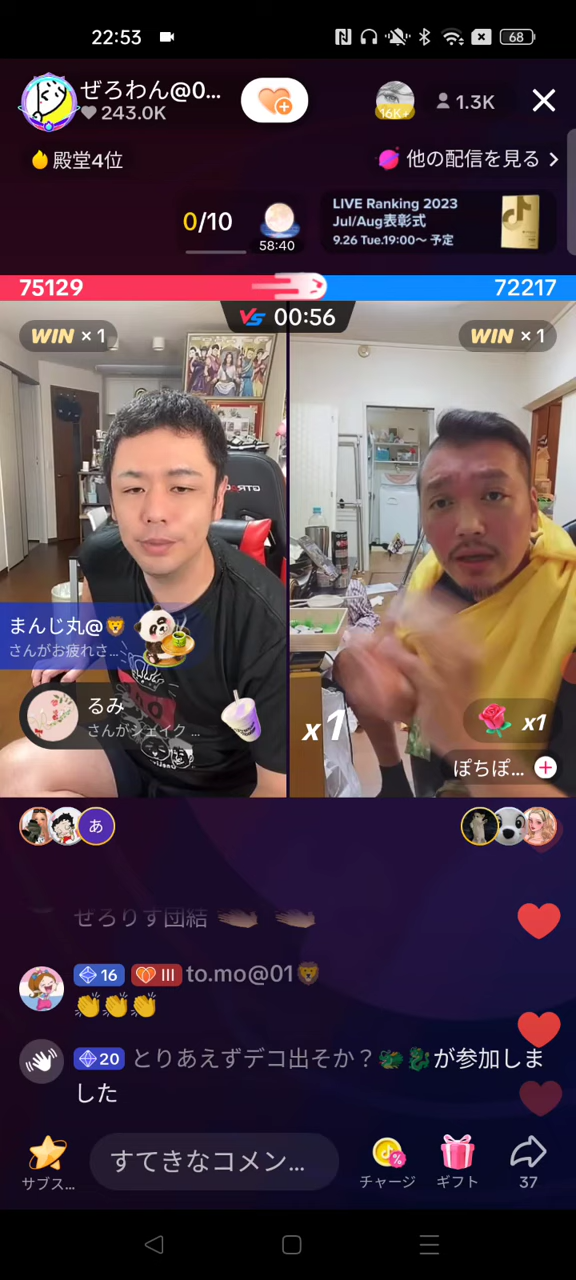 22:53
68
ぜろわん@0...
243.0K
16K+
1.3K
殿堂4位
他の配信を見る
0/10
58:40
LIVE Ranking 2023
Jul/Aug表彰式
9.26 Tue.19:00〜 予定
75129
72217
VS 00:56
WIN × 1
WIN × 1
まんじ丸@🦁
さんがお疲れさ...
るみ
さんがシェイク ...
x1
x1
ぽちぽ...
あ
ぜろりす団結
16 III to.mo@01🦁
👏👏👏
20 とりあえずデコ出そか？🐲🐉が参加しま
した
サブス...
すてきなコメン...
チャージ
ギフト
37